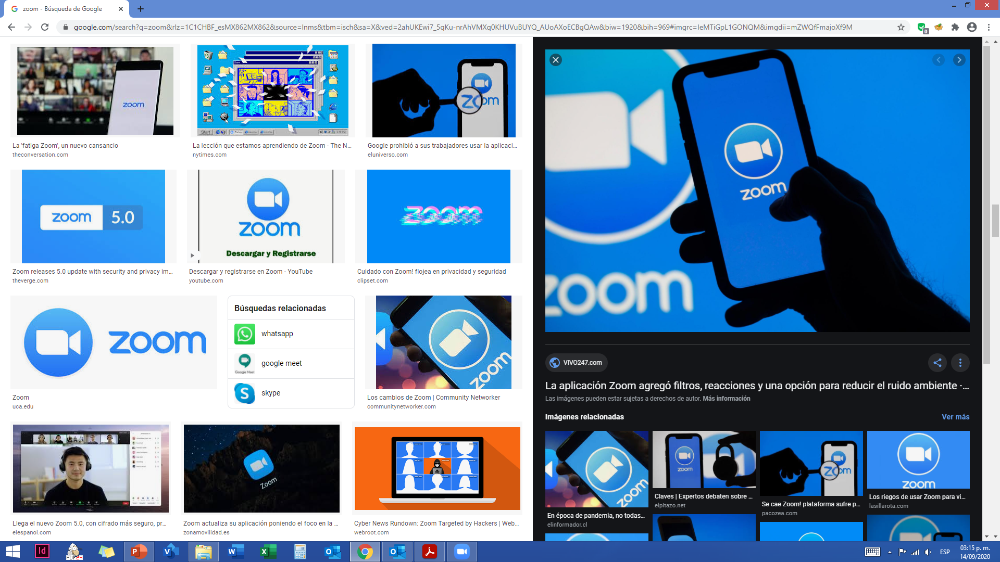 zoom - Búsqueda de Google
google.com/search?q=zoom&rlz=1C1CHBF_esMX862MX862&source=lnms&tbm=isch&sa=X&ved=2ahUKEwi7_5qKu-nrAhVMXq0KHUVuBUYQ_AUoAXoECBgQAw&biw=1920&bih=969#imgrc=IeMTiGpL1GONQM&imgdii=mZWQfFmajoXf9M
0
zoom
Zoom
Start
Zoom
zoom
La 'fatiga Zoom', un nuevo cansancio
theconversation.com
La lección que estamos aprendiendo de Zoom - The N...
nytimes.com
Google prohibió a sus trabajadores usar la aplicaci...
eluniverso.com
zoom 5.0
zoom
Descargar y Registrarse
zoom
Zoom releases 5.0 update with security and privacy im...
theverge.com
Descargar y registrarse en Zoom - YouTube
youtube.com
Cuidado con Zoom! flojea en privacidad y seguridad
clipset.com
zoom
Búsquedas relacionadas
whatsapp
Google Meet
google meet
skype
zoom
Zoom
uca.edu
Los cambios de Zoom | Community Networker
communitynetworker.com
Zoom
Llega el nuevo Zoom 5.0, con cifrado más seguro, pr...
elespanol.com
Zoom actualiza su aplicación poniendo el foco en la ...
zonamovilidad.es
Cyber News Rundown: Zoom Targeted by Hackers | Web...
webroot.com
zoom
zoom
VIVO247.com
La aplicación Zoom agregó filtros, reacciones y una opción para reducir el ruido ambiente ·...
Las imágenes pueden estar sujetas a derechos de autor. Más información
Imágenes relacionadas
Ver más
zoom
zoom
zoom
zoom
En época de pandemia, no todas...
elinformador.cl
Claves | Expertos debaten sobre ...
elpitazo.net
Se cae Zoom! plataforma sufre p...
pacozea.com
Los riegos de usar Zoom para vi...
lasillarota.com
Id
PDF24
ESP
03:15 p. m.
14/09/2020